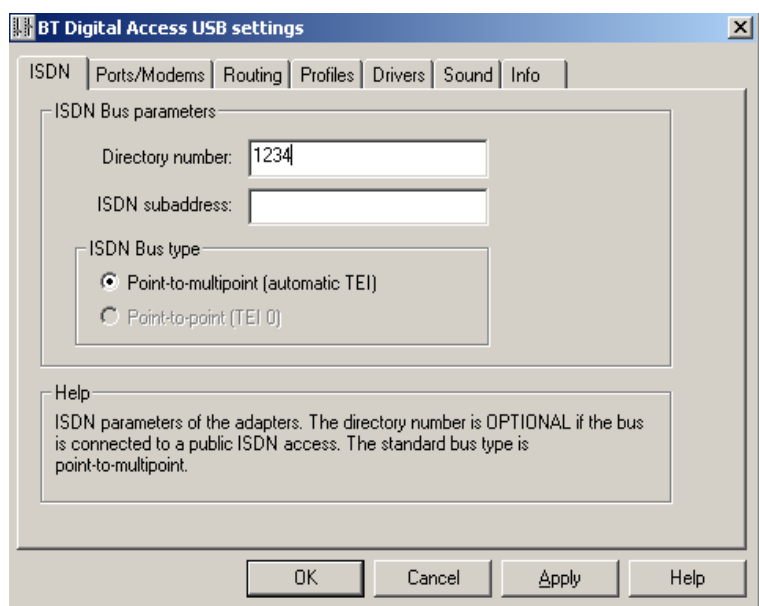 BT Digital Access USB settings
ISDN Ports/Modems Routing Profiles Drivers Sound Info
ISDN Bus parameters
Directory number: 1234
ISDN subaddress:
ISDN Bus type
Point-to-multipoint (automatic TEI)
Point-to-point (TEI 0)
Help
ISDN parameters of the adapters. The directory number is OPTIONAL if the bus
is connected to a public ISDN access. The standard bus type is
point-to-multipoint.
OK Cancel Apply Help